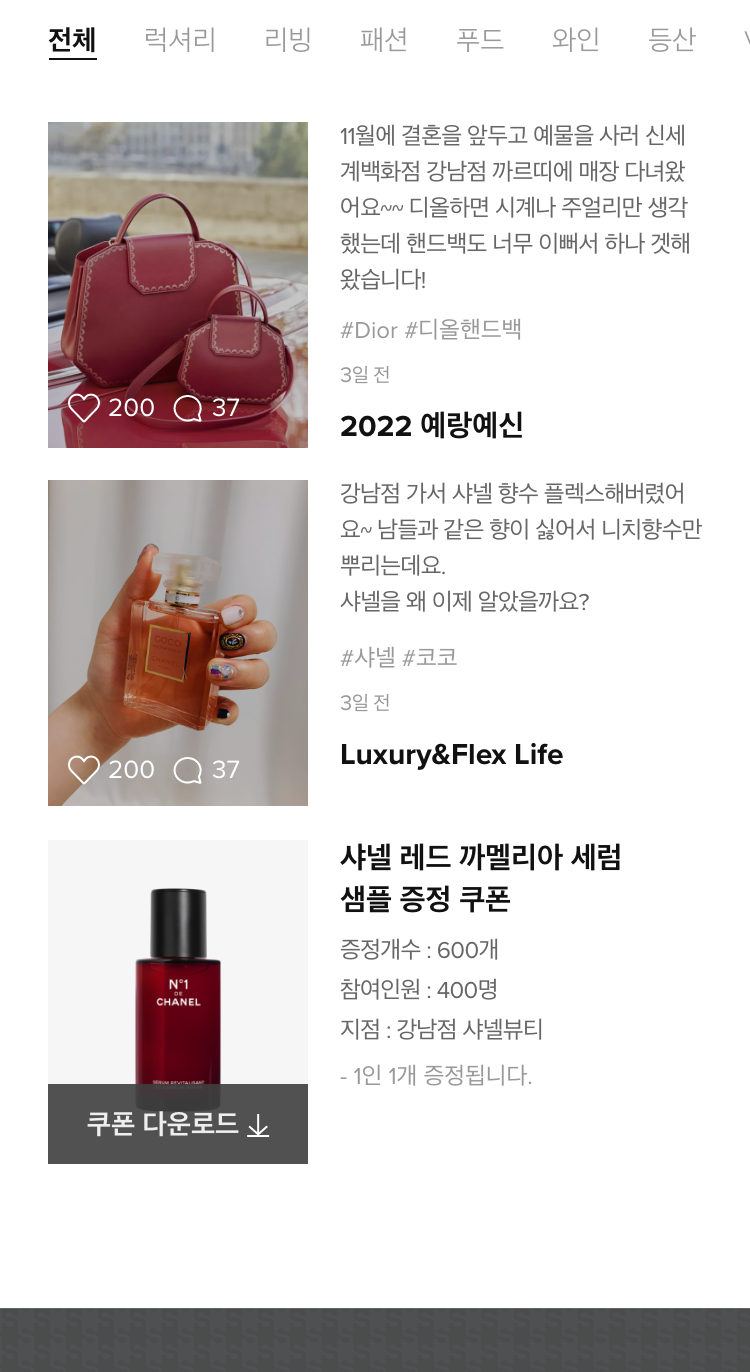 전체 럭셔리 리빙 패션 푸드 와인 등산
11월에 결혼을 앞두고 예물을 사러 신세
계백화점 강남점 까르띠에 매장 다녀왔
어요~~ 디올하면 시계나 주얼리만 생각
했는데 핸드백도 너무 이뻐서 하나 겟해
왔습니다!
#Dior #디올핸드백
3일 전
200 37
2022 예랑예신
강남점 가서 샤넬 향수 플렉스해버렸어
요~ 남들과 같은 향이 싫어서 니치향수만
뿌리는데요.
샤넬을 왜 이제 알았을까요?
COCO
#샤넬 #코코
3일 전
200 37
Luxury&Flex Life
샤넬 레드 까멜리아 세럼
샘플 증정 쿠폰
증정개수 : 600개
참여인원 : 400명
지점 : 강남점 샤넬뷰티
- 1인 1개 증정됩니다.
N°1
DE
CHANEL
SÉRUM REVITALISANT
쿠폰 다운로드